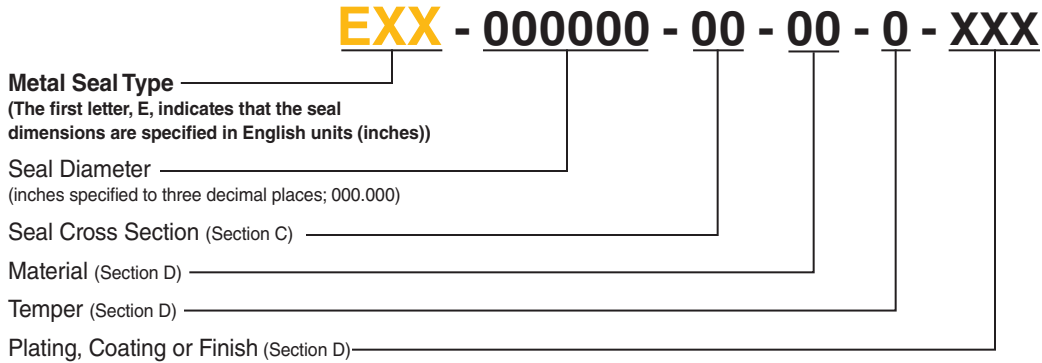 EXX - 000000 - 00 - 00 - 0 - XXX
Metal Seal Type
(The first letter, E, indicates that the seal
dimensions are specified in English units (inches))
Seal Diameter
(inches specified to three decimal places; 000.000)
Seal Cross Section (Section C)
Material (Section D)
Temper (Section D)
Plating, Coating or Finish (Section D)